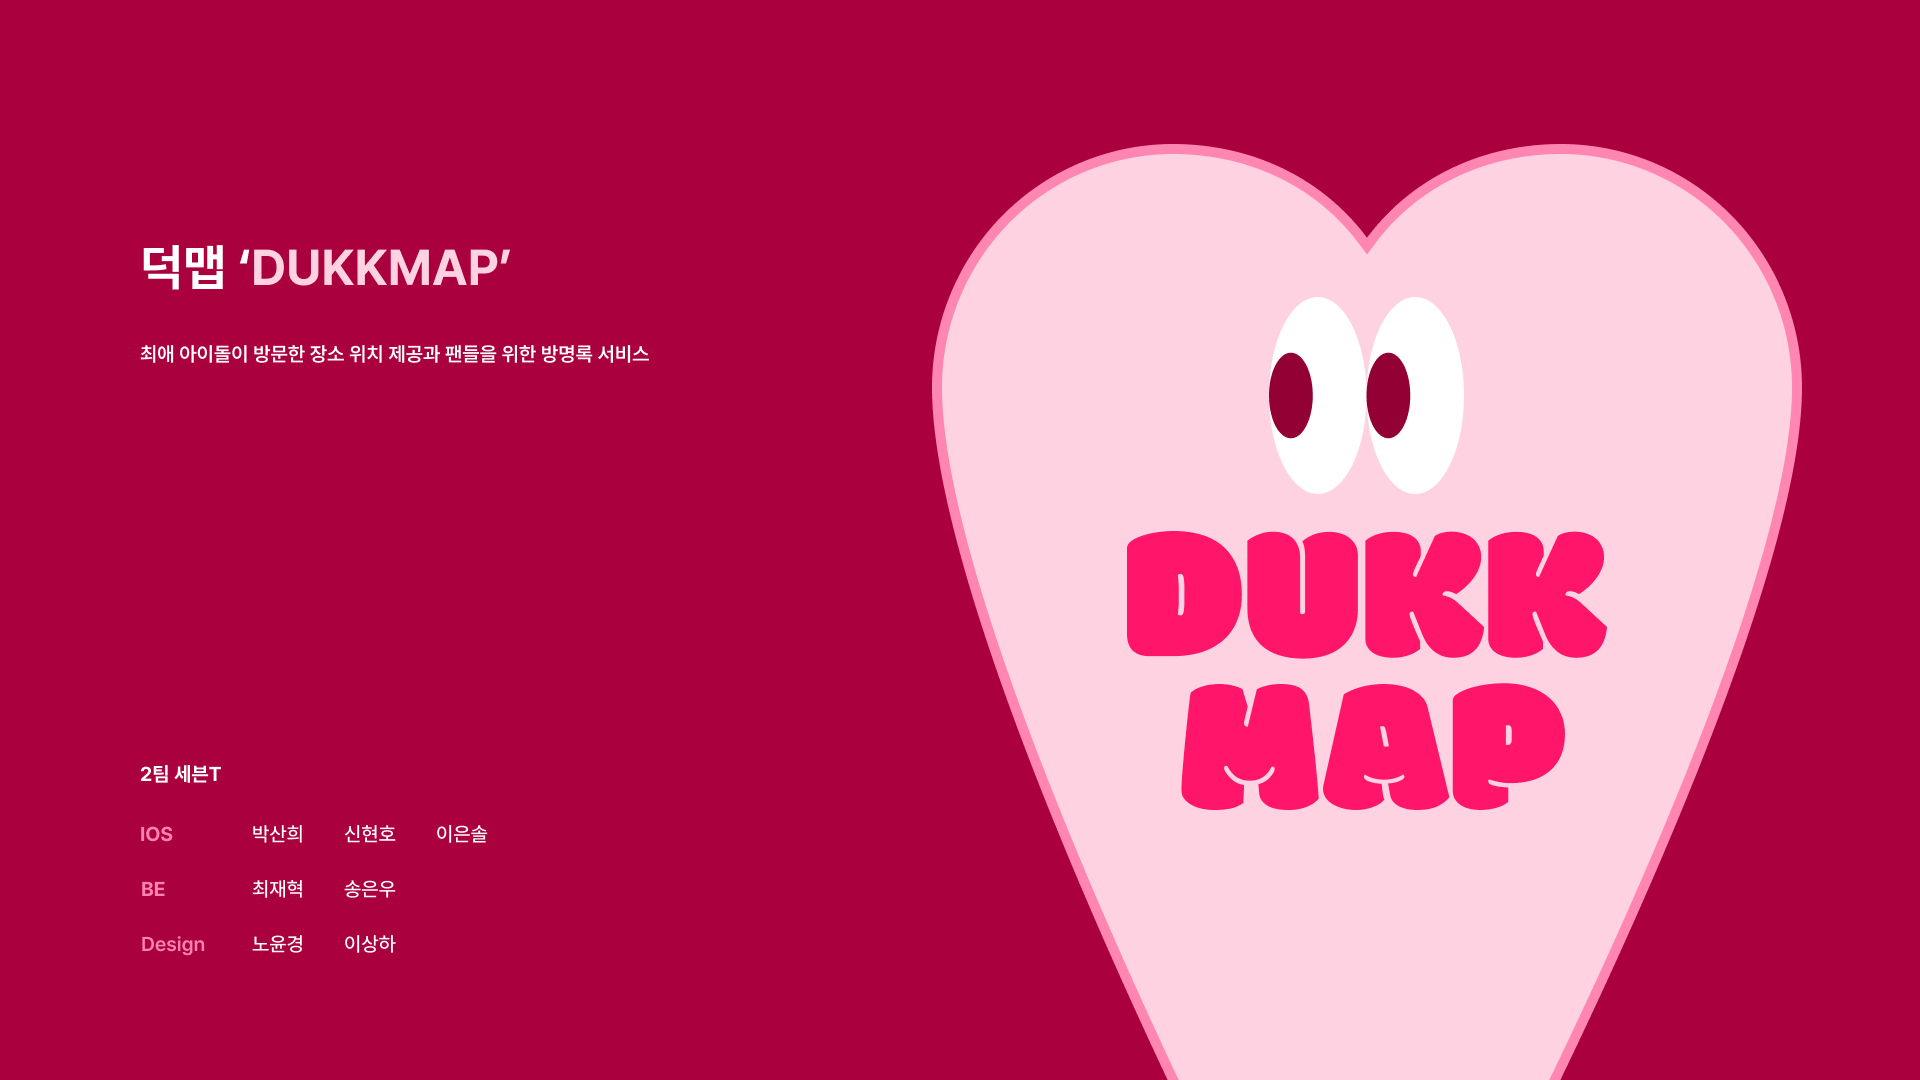 덕맵 ‘DUKKMAP’
최애 아이돌이 방문한 장소 위치 제공과 팬들을 위한 방명록 서비스
2팀 세븐T
IOS 박산희 신현호 이은솔
BE 최재혁 송은우
Design 노윤경 이상하
DUKK
MAP